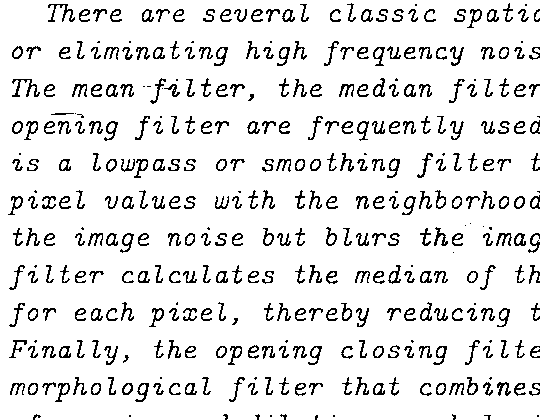 There are several classic spatic
or eliminating high frequency nois
The mean filter, the median filter
opening filter are frequently used
is a lowpass or smoothing filter t
pixel values with the neighborhood
the image noise but blurs the imag
filter calculates the median of th
for each pixel, thereby reducing t
Finally, the opening closing filte
morphological filter that combines